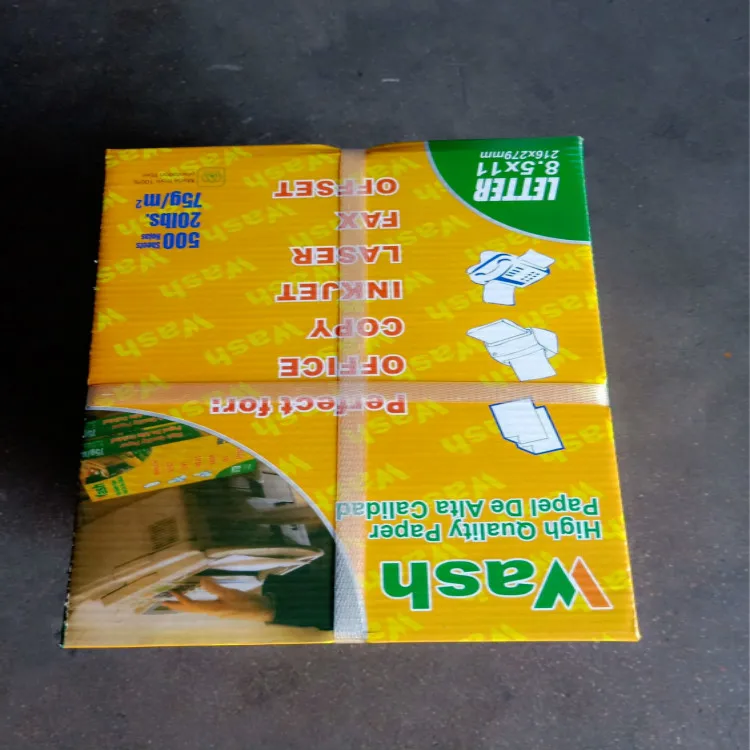 Wash
High Quality Paper
Papel De Alta Calidad
Perfect for:
OFFICE
COPY
INKJET
LASER
FAX
OFFSET
500 Sheets
20lbs.
75g/m²
LETTER
8.5x11
216x279mm